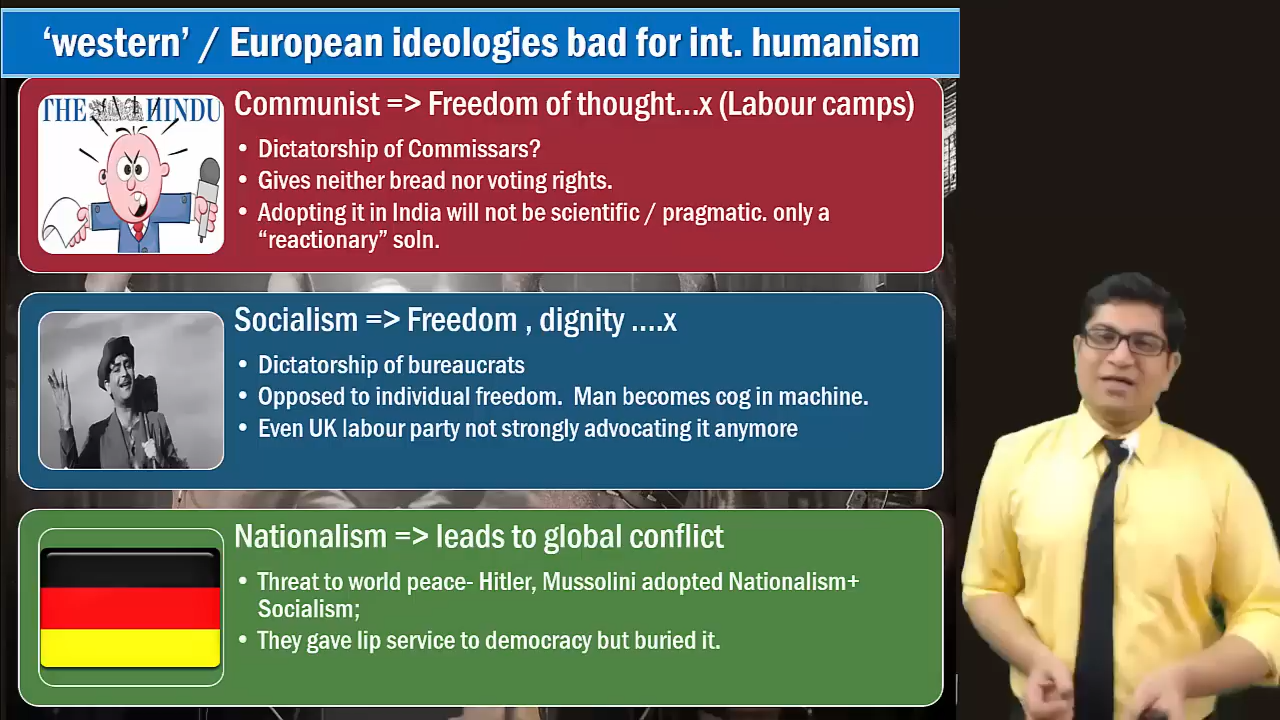 ‘western’ / European ideologies bad for int. humanism
THE HINDU
Communist => Freedom of thought...x (Labour camps)
• Dictatorship of Commissars?
• Gives neither bread nor voting rights.
• Adopting it in India will not be scientific / pragmatic. only a
“reactionary” soln.
Socialism => Freedom , dignity ....x
• Dictatorship of bureaucrats
• Opposed to individual freedom.  Man becomes cog in machine.
• Even UK labour party not strongly advocating it anymore
Nationalism => leads to global conflict
• Threat to world peace- Hitler, Mussolini adopted Nationalism+
Socialism;
• They gave lip service to democracy but buried it.